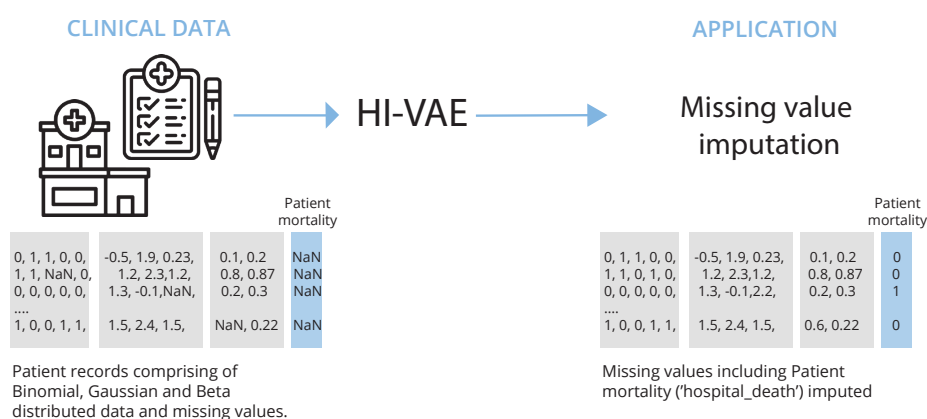 CLINICAL DATA
APPLICATION
HI-VAE
Missing value
imputation
Patient
mortality
0, 1, 1, 0, 0, -0.5, 1.9, 0.23, 0.1, 0.2 NaN
1, 1, NaN, 0, 1.2, 2.3,1.2, 0.8, 0.87 NaN
0, 0, 0, 0, 0, 1.3, -0.1,NaN, 0.2, 0.3 NaN
....
1, 0, 0, 1, 1, 1.5, 2.4, 1.5, NaN, 0.22 NaN
Patient records comprising of
Binomial, Gaussian and Beta
distributed data and missing values.
Patient
mortality
0, 1, 1, 0, 0, -0.5, 1.9, 0.23, 0.1, 0.2 0
1, 1, 0, 1, 0, 1.2, 2.3,1.2, 0.8, 0.87 0
0, 0, 0, 0, 0, 1.3, -0.1,2.2, 0.2, 0.3 1
....
1, 0, 0, 1, 1, 1.5, 2.4, 1.5, 0.6, 0.22 0
Missing values including Patient
mortality ('hospital_death') imputed